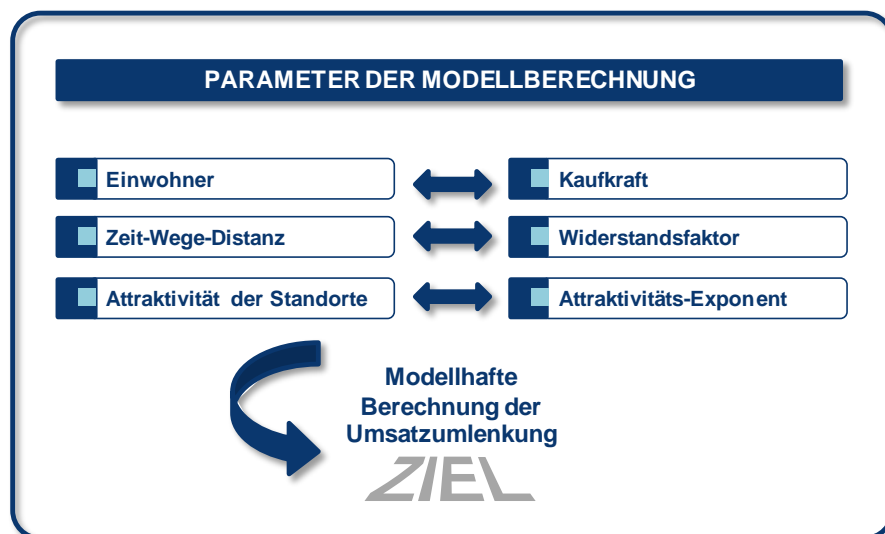 PARAMETER DER MODELLBERECHNUNG
Einwohner
Kaufkraft
Zeit-Wege-Distanz
Widerstandsfaktor
Attraktivität der Standorte
Attraktivitäts-Exponent
Modellhafte
Berechnung der
Umsatzumlenkung
ZIEL